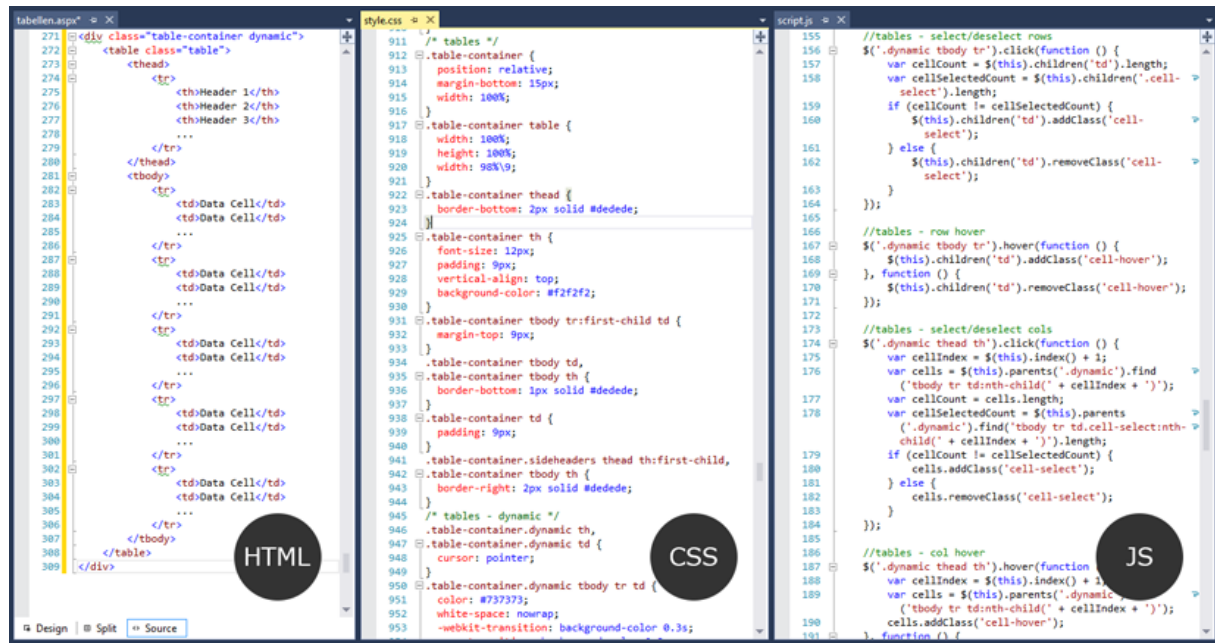 tabellen.aspx*
271 <div class="table-container dynamic">
272 <table class="table">
273 <thead>
274 <tr>
275 <th>Header 1</th>
276 <th>Header 2</th>
277 <th>Header 3</th>
278 ...
279 </tr>
280 </thead>
281 <tbody>
282 <tr>
283 <td>Data Cell</td>
284 <td>Data Cell</td>
285 ...
286 </tr>
287 <tr>
288 <td>Data Cell</td>
289 <td>Data Cell</td>
290 ...
291 </tr>
292 <tr>
293 <td>Data Cell</td>
294 <td>Data Cell</td>
295 ...
296 </tr>
297 <tr>
298 <td>Data Cell</td>
299 <td>Data Cell</td>
300 ...
301 </tr>
302 <tr>
303 <td>Data Cell</td>
304 <td>Data Cell</td>
305 ...
306 </tr>
307 </tbody>
308 </table>
309 </div>
HTML
Design Split Source
style.css
911 /* tables */
912 .table-container {
913 position: relative;
914 margin-bottom: 15px;
915 width: 100%;
916 }
917 .table-container table {
918 width: 100%;
919 height: 100%;
920 width: 98%\9;
921 }
922 .table-container thead {
923 border-bottom: 2px solid #dedede;
924 }
925 .table-container th {
926 font-size: 12px;
927 padding: 9px;
928 vertical-align: top;
929 background-color: #f2f2f2;
930 }
931 .table-container tbody tr:first-child td {
932 margin-top: 9px;
933 }
934 .table-container tbody td,
935 .table-container tbody th {
936 border-bottom: 1px solid #dedede;
937 }
938 .table-container td {
939 padding: 9px;
940 }
941 .table-container.sideheaders thead th:first-child,
942 .table-container tbody th {
943 border-right: 2px solid #dedede;
944 }
945 /* tables - dynamic */
946 .table-container.dynamic th,
947 .table-container.dynamic td {
948 cursor: pointer;
949 }
950 .table-container.dynamic tbody tr td {
951 color: #737373;
952 white-space: nowrap;
953 -webkit-transition: background-color 0.3s;
CSS
script.js
155 //tables - select/deselect rows
156 $('.dynamic tbody tr').click(function () {
157 var cellCount = $(this).children('td').length;
158 var cellSelectedCount = $(this).children('.cell-
select').length;
159 if (cellCount != cellSelectedCount) {
160 $(this).children('td').addClass('cell-
select');
161 } else {
162 $(this).children('td').removeClass('cell-
select');
163 }
164 });
165
166 //tables - row hover
167 $('.dynamic tbody tr').hover(function () {
168 $(this).children('td').addClass('cell-hover');
169 }, function () {
170 $(this).children('td').removeClass('cell-hover');
171 });
172
173 //tables - select/deselect cols
174 $('.dynamic thead th').click(function () {
175 var cellIndex = $(this).index() + 1;
176 var cells = $(this).parents('.dynamic').find
('tbody tr td:nth-child(' + cellIndex + ')');
177 var cellCount = cells.length;
178 var cellSelectedCount = $(this).parents
('.dynamic').find('tbody tr td.cell-select:nth-
child(' + cellIndex + ')').length;
179 if (cellCount != cellSelectedCount) {
180 cells.addClass('cell-select');
181 } else {
182 cells.removeClass('cell-select');
183 }
184 });
185
186 //tables - col hover
187 $('.dynamic thead th').hover(function
188 var cellIndex = $(this).index() + 1
189 var cells = $(this).parents('.dynamic
('tbody tr td:nth-child(' + cellIndex + ')');
190 cells.addClass('cell-hover');
191 }, function () {
JS